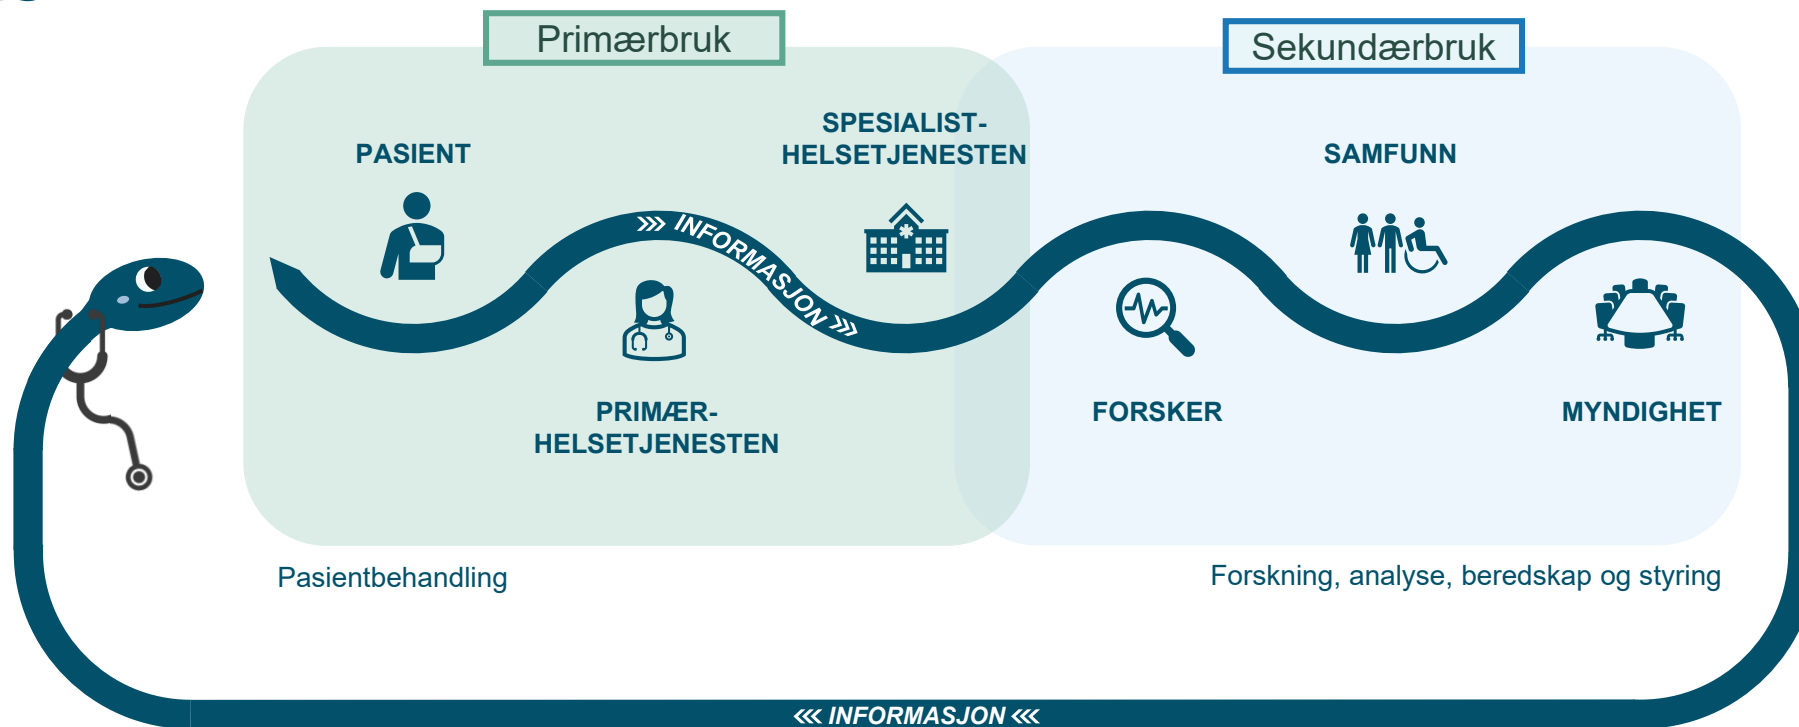 Primærbruk
Sekundærbruk
PASIENT
SPESIALIST-
HELSETJENESTEN
SAMFUNN
››› INFORMASJON ›››
PRIMÆR-
HELSETJENESTEN
FORSKER
MYNDIGHET
Pasientbehandling
Forskning, analyse, beredskap og styring
‹‹‹ INFORMASJON ‹‹‹